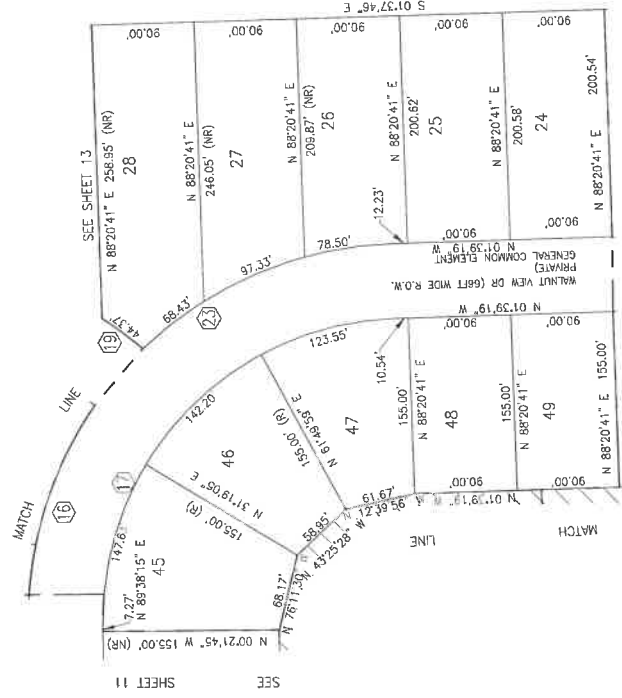 SEE SHEET 13
N 88°20'41" E 258.95' (NR)
28
90.00'
S 01°37'46" E
44.37'
19
68.43'
N 88°20'41" E
246.05' (NR)
27
90.00'
23
97.33'
N 88°20'41" E
209.87' (NR)
26
90.00'
78.50'
12.23'
N 88°20'41" E
200.62'
25
90.00'
90.00'
N 88°20'41" E
200.58'
24
90.00'
90.00'
N 88°20'41" E
200.54'
N 01°39'19" W
WALNUT VIEW DR (66FT WIDE R.O.W.
PRIVATE)
GENERAL COMMON ELEMENT
N 01°39'19" W
MATCH
LINE
16
17
142.20
147.6
7.27'
N 89°38'15" E
45
155.00' (R)
N 31°19'05" E
46
123.55'
155.00' (R)
N 61°49'59" E
47
10.54'
155.00'
N 88°20'41" E
48
90.00'
90.00'
155.00'
N 88°20'41" E
49
90.00'
90.00'
N 88°20'41" E
155.00'
N 01°39'19" W
61.67'
58.95'
N 43°25'28" W
68.17'
N 76°11'30"
N 00°21'45" W 155.00' (NR)
SEE
SHEET 11
MATCH
LINE